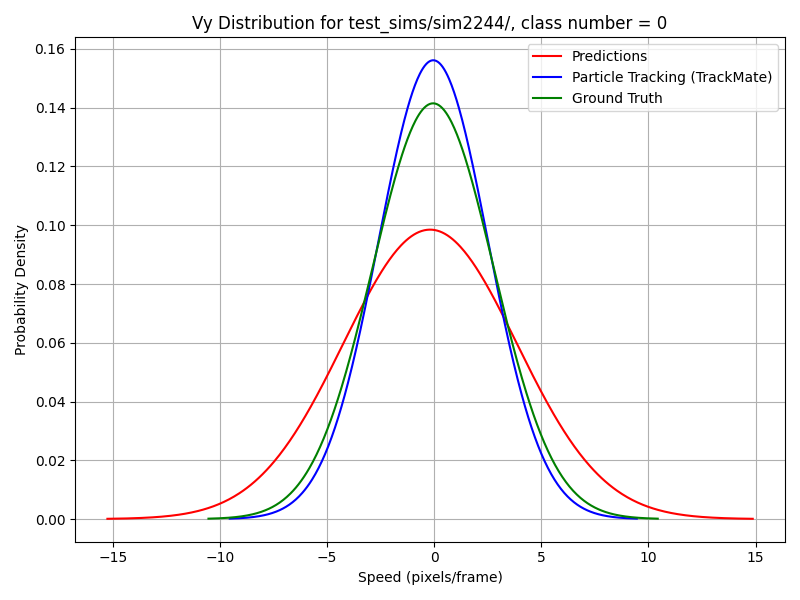 Vy Distribution for test_sims/sim2244/, class number = 0
Predictions
Particle Tracking (TrackMate)
Ground Truth
Probability Density
0.16
0.14
0.12
0.10
0.08
0.06
0.04
0.02
0.00
−15
−10
−5
0
5
10
15
Speed (pixels/frame)